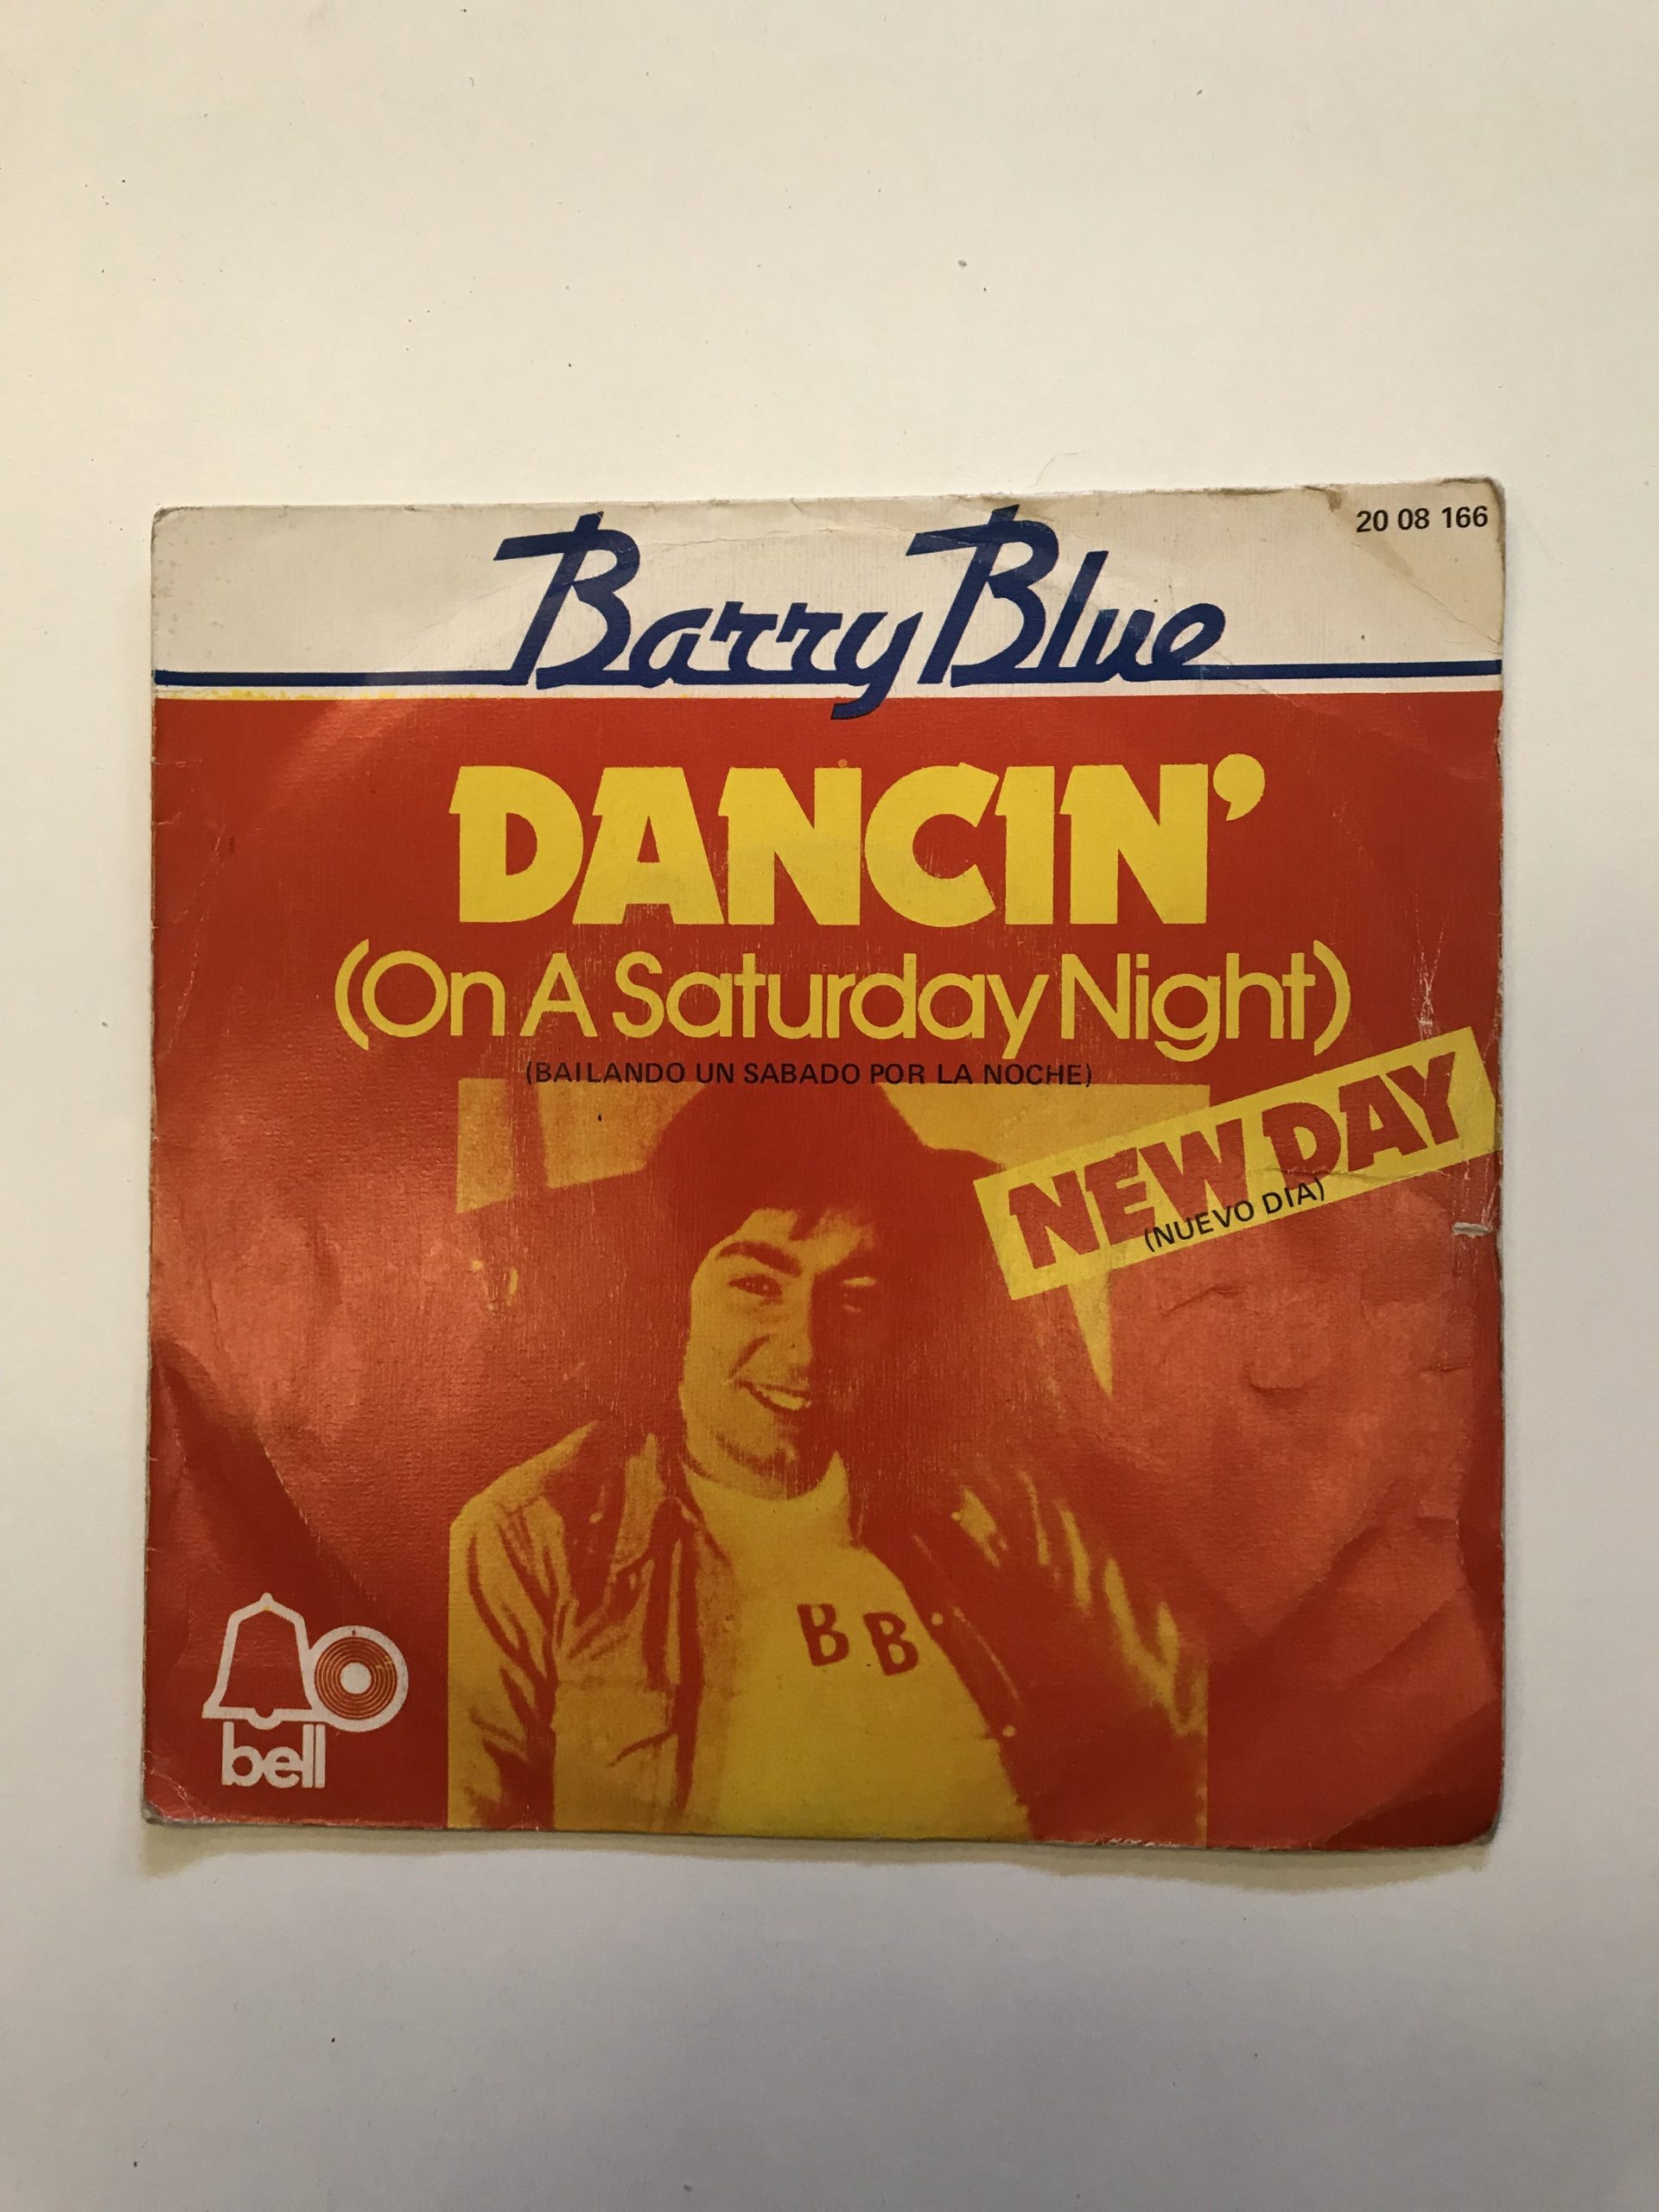 20 08 166
Barry Blue
DANCIN'
(On A Saturday Night)
(BAILANDO UN SABADO POR LA NOCHE)
NEW DAY
(NUEVO DIA)
B B
bell